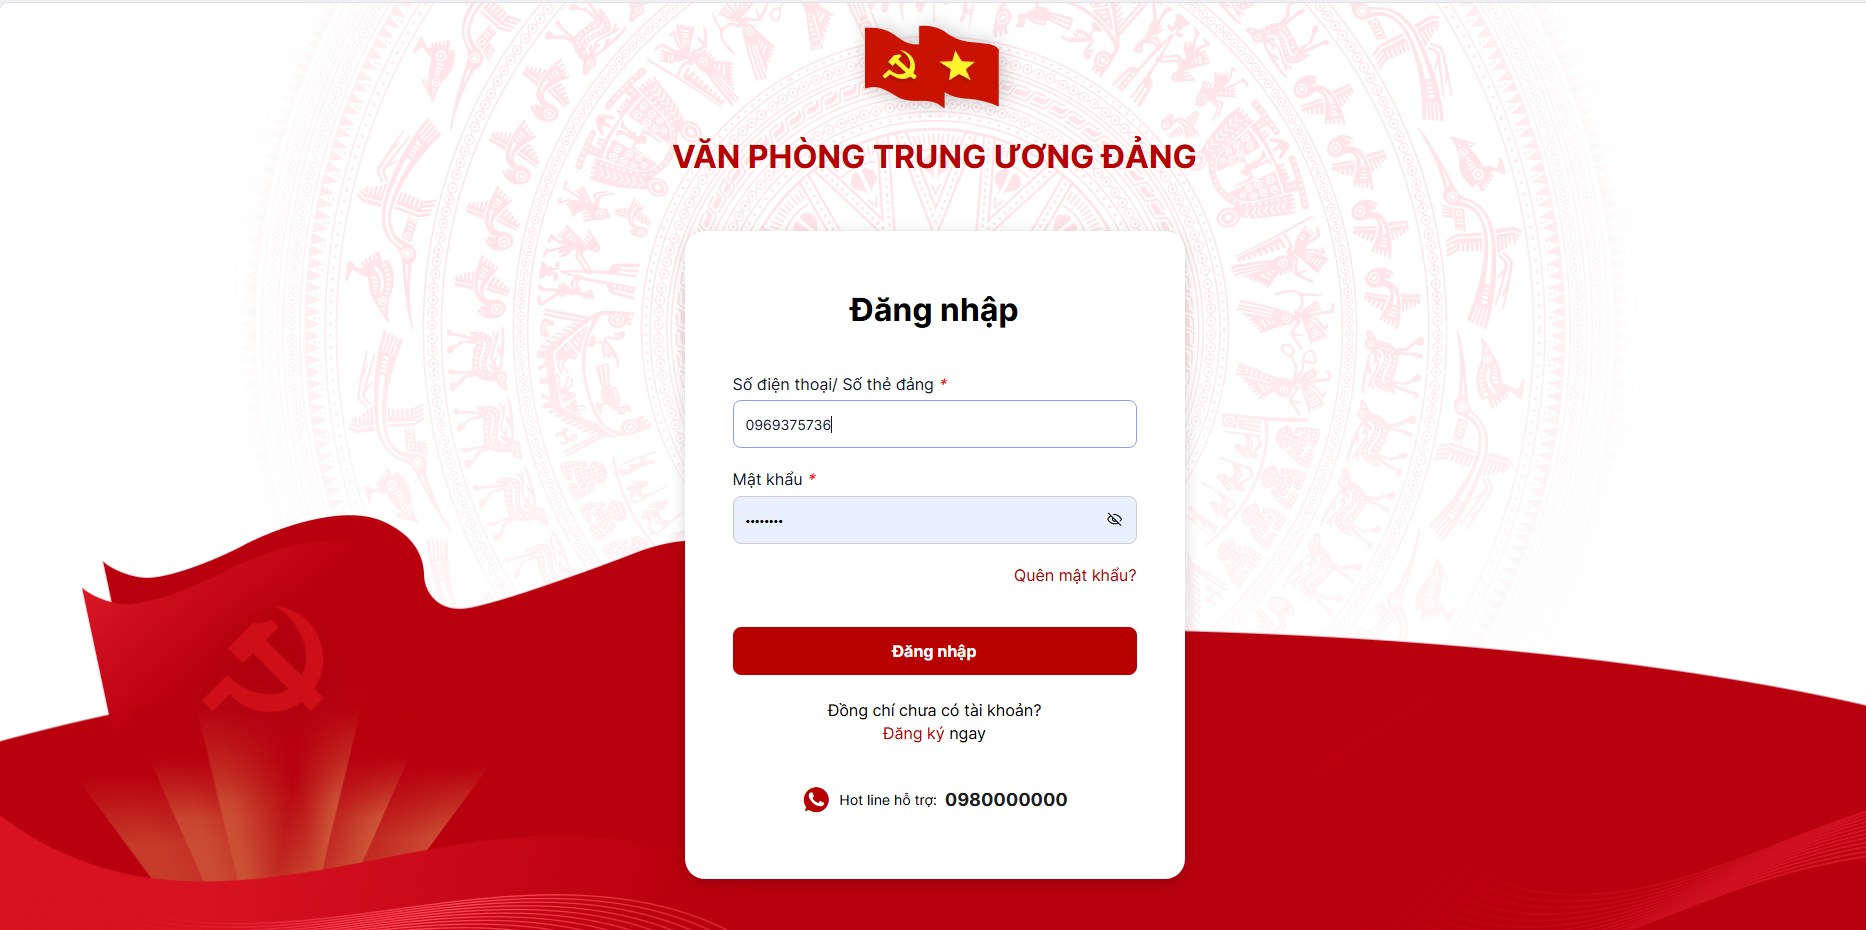 VĂN PHÒNG TRUNG ƯƠNG ĐẢNG
Đăng nhập
Số điện thoại/ Số thẻ đảng *
0969375736
Mật khẩu *
••••••••
Quên mật khẩu?
Đăng nhập
Đồng chí chưa có tài khoản?
Đăng ký ngay
Hot line hỗ trợ: 0980000000